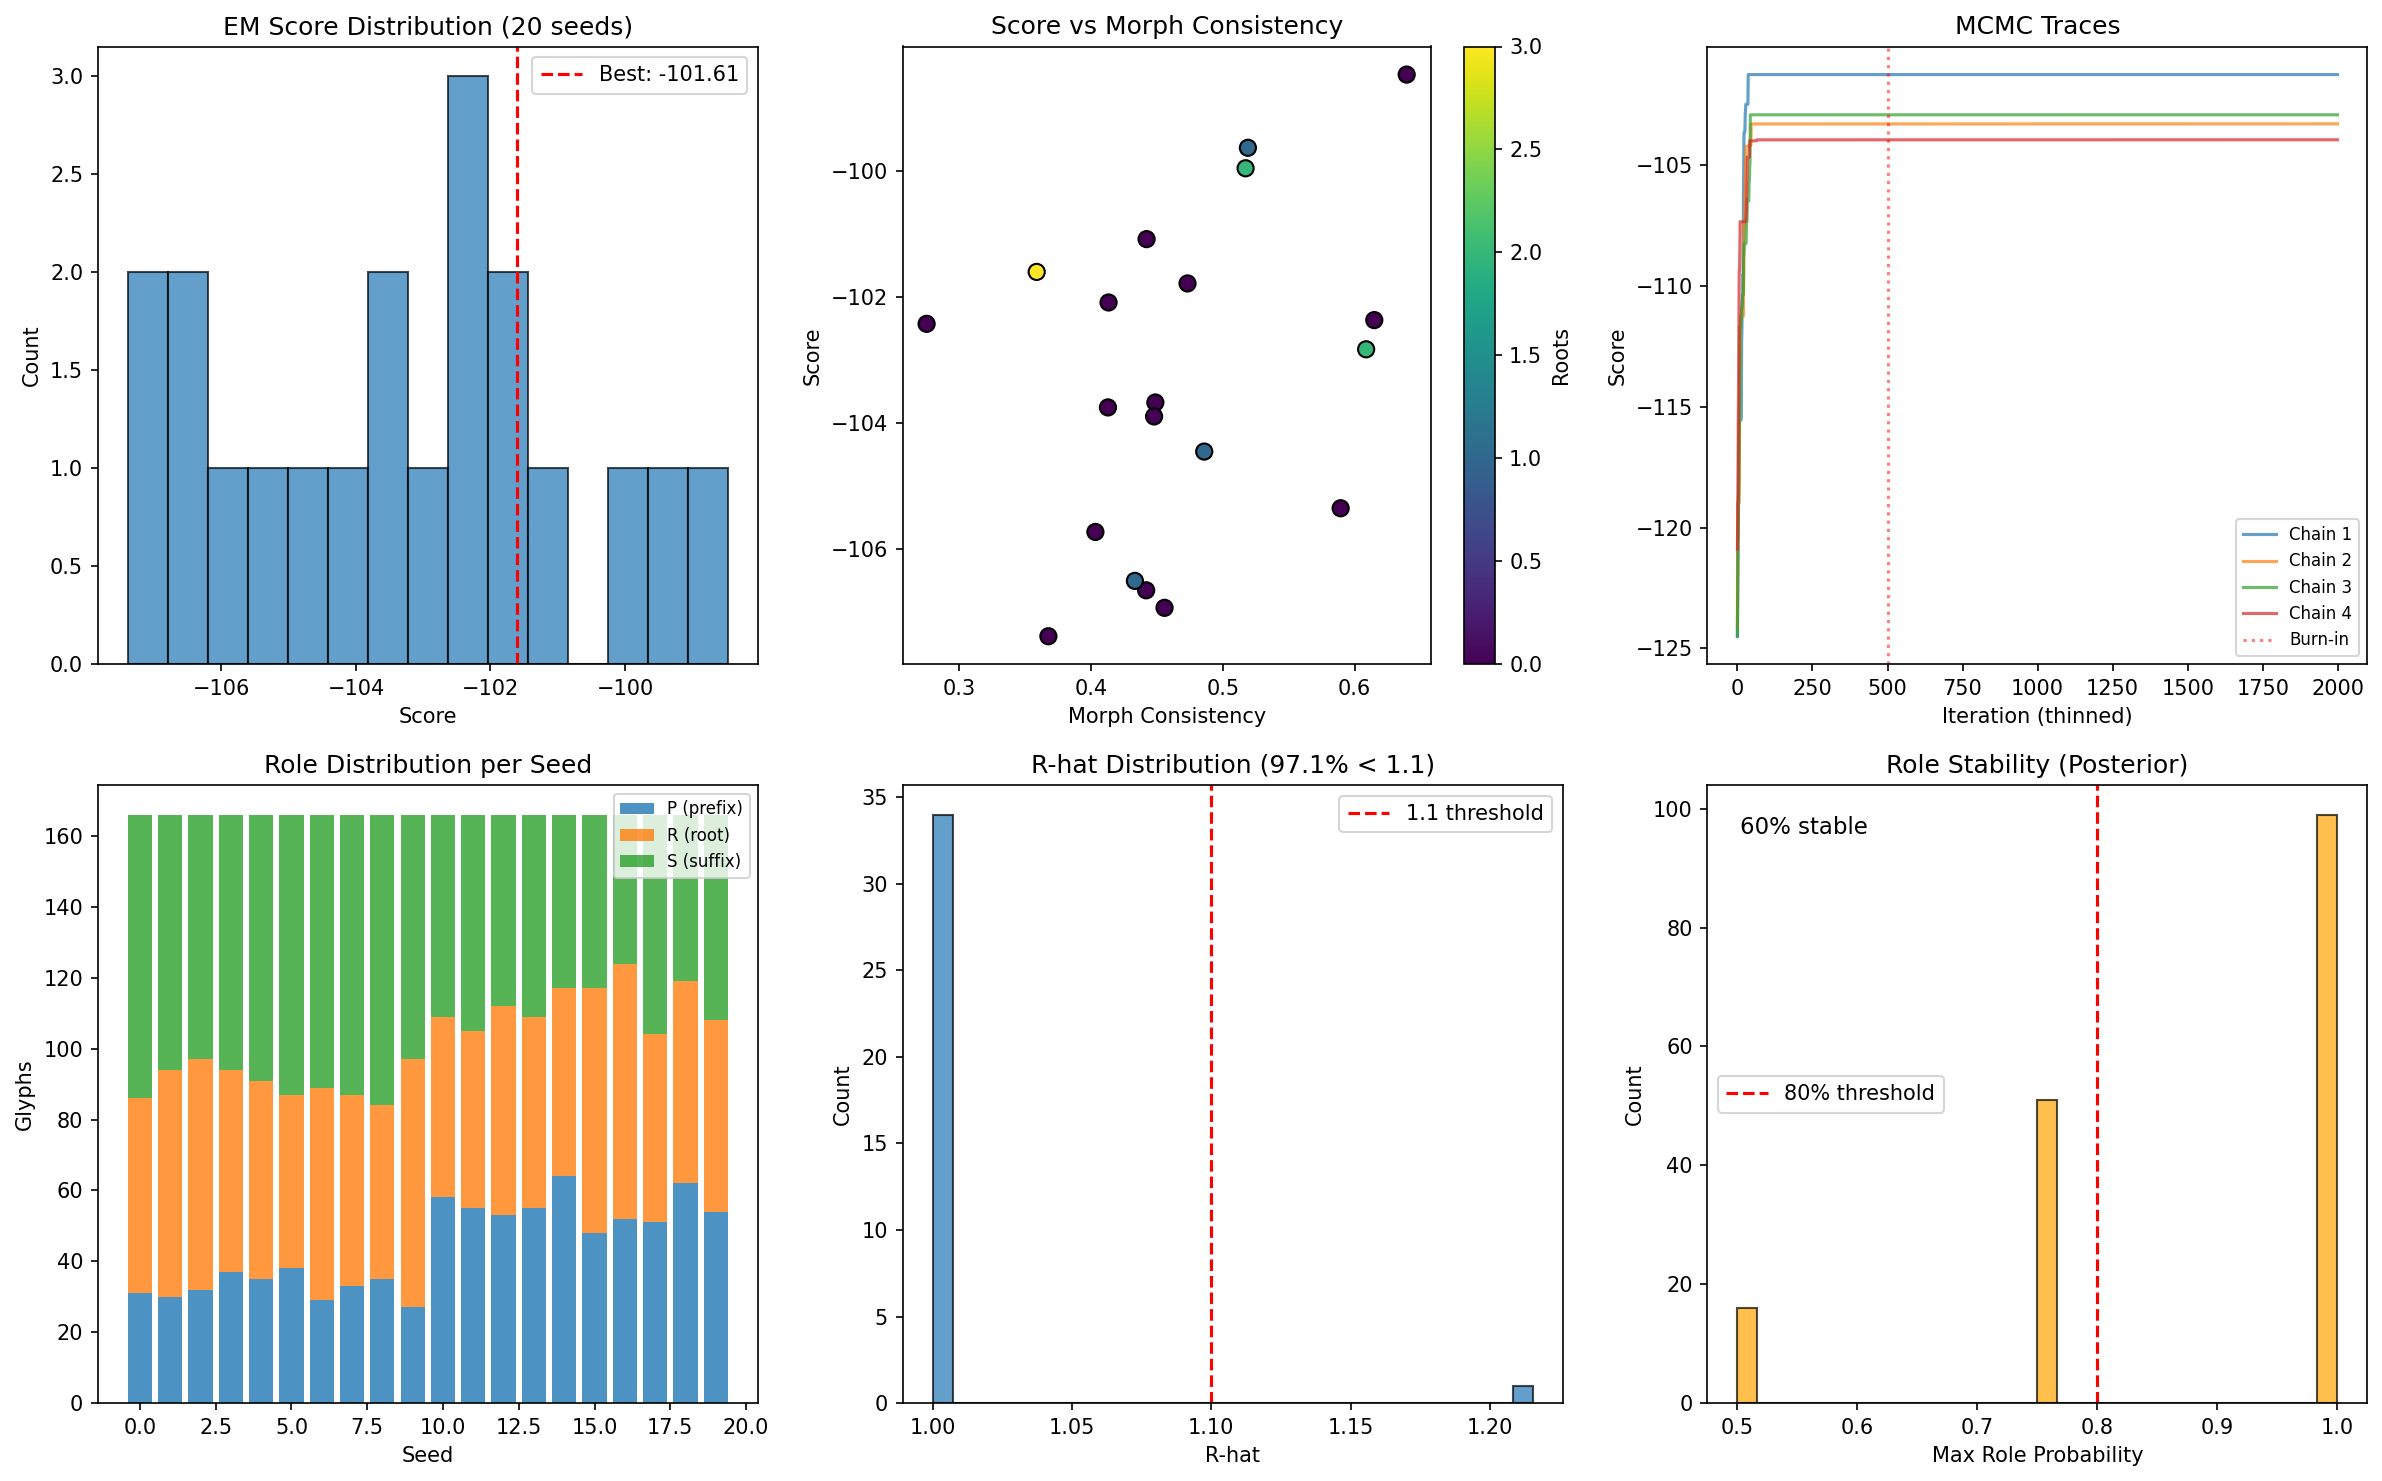 EM Score Distribution (20 seeds)
Best: -101.61
3.0
2.5
2.0
1.5
1.0
0.5
0.0
Count
−106
−104
−102
−100
Score
Score vs Morph Consistency
−100
−102
−104
−106
Score
0.3
0.4
0.5
0.6
Morph Consistency
3.0
2.5
2.0
1.5
1.0
0.5
0.0
Roots
MCMC Traces
−105
−110
−115
−120
−125
Score
Chain 1
Chain 2
Chain 3
Chain 4
Burn-in
0
250
500
750
1000
1250
1500
1750
2000
Iteration (thinned)
Role Distribution per Seed
P (prefix)
R (root)
S (suffix)
160
140
120
100
80
60
40
20
0
Glyphs
0.0
2.5
5.0
7.5
10.0
12.5
15.0
17.5
20.0
Seed
R-hat Distribution (97.1% < 1.1)
1.1 threshold
35
30
25
20
15
10
5
0
Count
1.00
1.05
1.10
1.15
1.20
R-hat
Role Stability (Posterior)
60% stable
80% threshold
100
80
60
40
20
0
Count
0.5
0.6
0.7
0.8
0.9
1.0
Max Role Probability